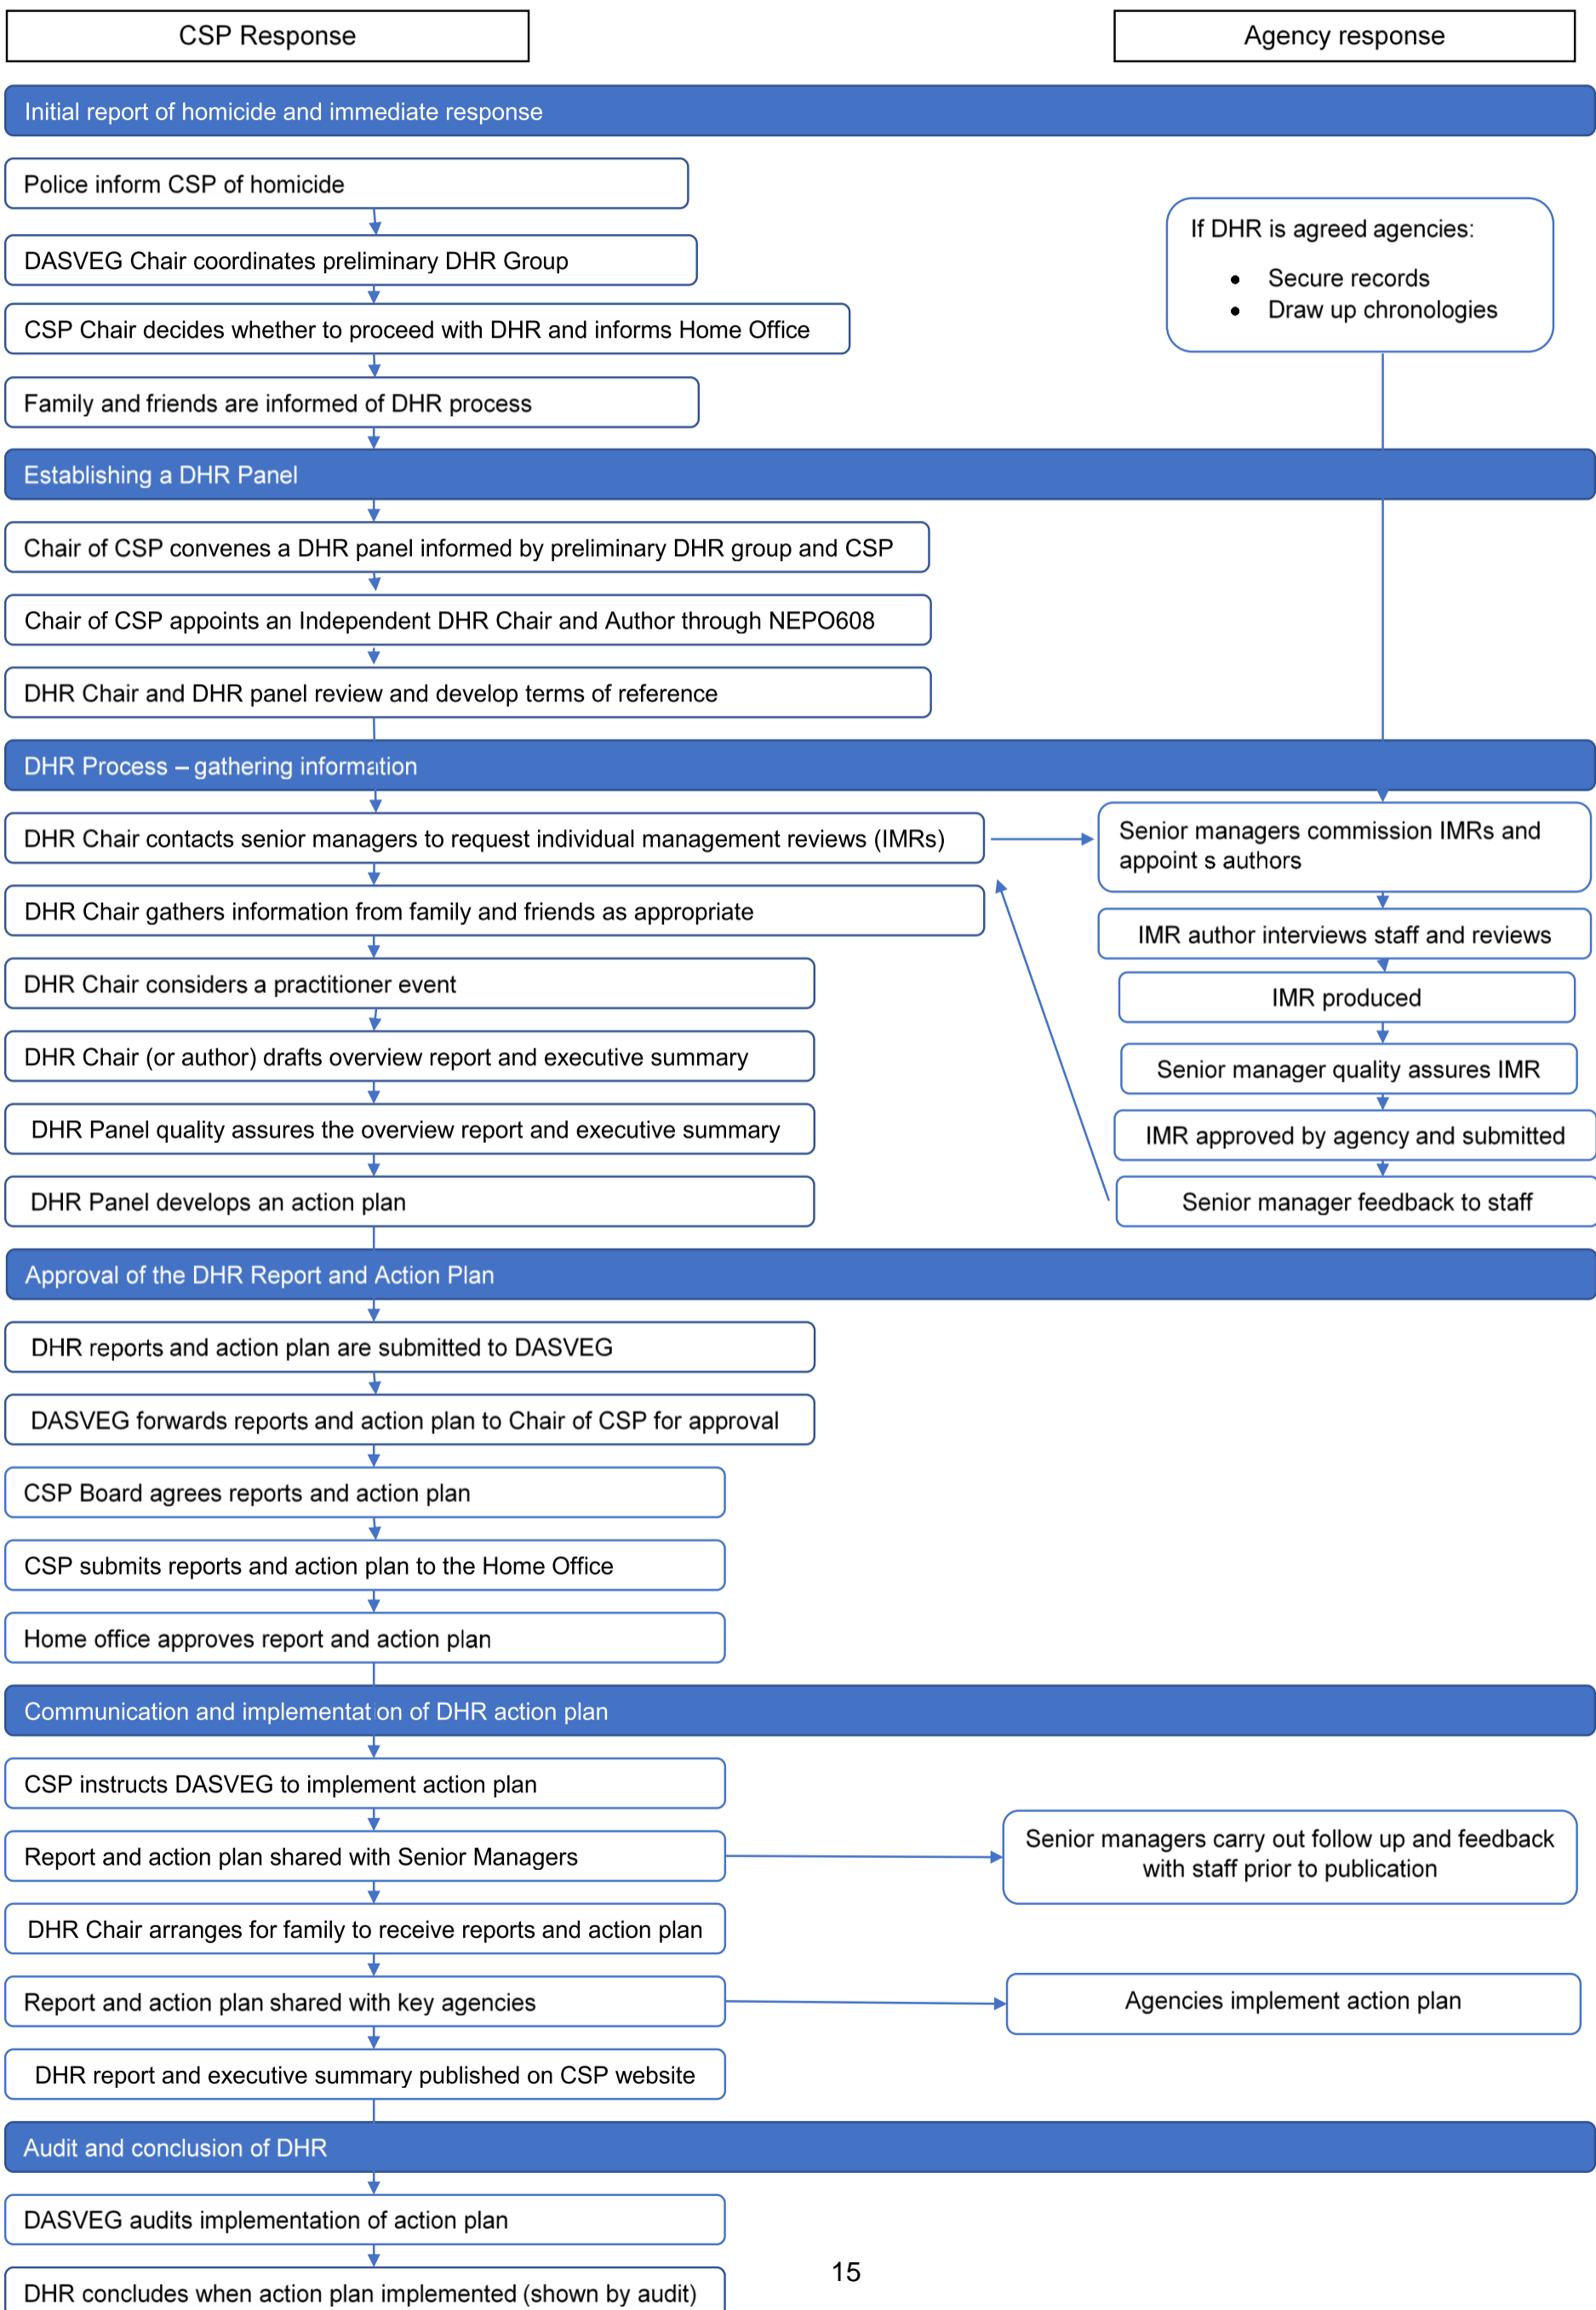 CSP Response
Agency response
Initial report of homicide and immediate response
Police inform CSP of homicide
If DHR is agreed agencies:
• Secure records
• Draw up chronologies
DASVEG Chair coordinates preliminary DHR Group
CSP Chair decides whether to proceed with DHR and informs Home Office
Family and friends are informed of DHR process
Establishing a DHR Panel
Chair of CSP convenes a DHR panel informed by preliminary DHR group and CSP
Chair of CSP appoints an Independent DHR Chair and Author through NEPO608
DHR Chair and DHR panel review and develop terms of reference
DHR Process – gathering information
DHR Chair contacts senior managers to request individual management reviews (IMRs)
Senior managers commission IMRs and
appoint s authors
DHR Chair gathers information from family and friends as appropriate
IMR author interviews staff and reviews
DHR Chair considers a practitioner event
IMR produced
DHR Chair (or author) drafts overview report and executive summary
Senior manager quality assures IMR
DHR Panel quality assures the overview report and executive summary
IMR approved by agency and submitted
DHR Panel develops an action plan
Senior manager feedback to staff
Approval of the DHR Report and Action Plan
DHR reports and action plan are submitted to DASVEG
DASVEG forwards reports and action plan to Chair of CSP for approval
CSP Board agrees reports and action plan
CSP submits reports and action plan to the Home Office
Home office approves report and action plan
Communication and implementation of DHR action plan
CSP instructs DASVEG to implement action plan
Report and action plan shared with Senior Managers
Senior managers carry out follow up and feedback
with staff prior to publication
DHR Chair arranges for family to receive reports and action plan
Report and action plan shared with key agencies
Agencies implement action plan
DHR report and executive summary published on CSP website
Audit and conclusion of DHR
DASVEG audits implementation of action plan
15
DHR concludes when action plan implemented (shown by audit)